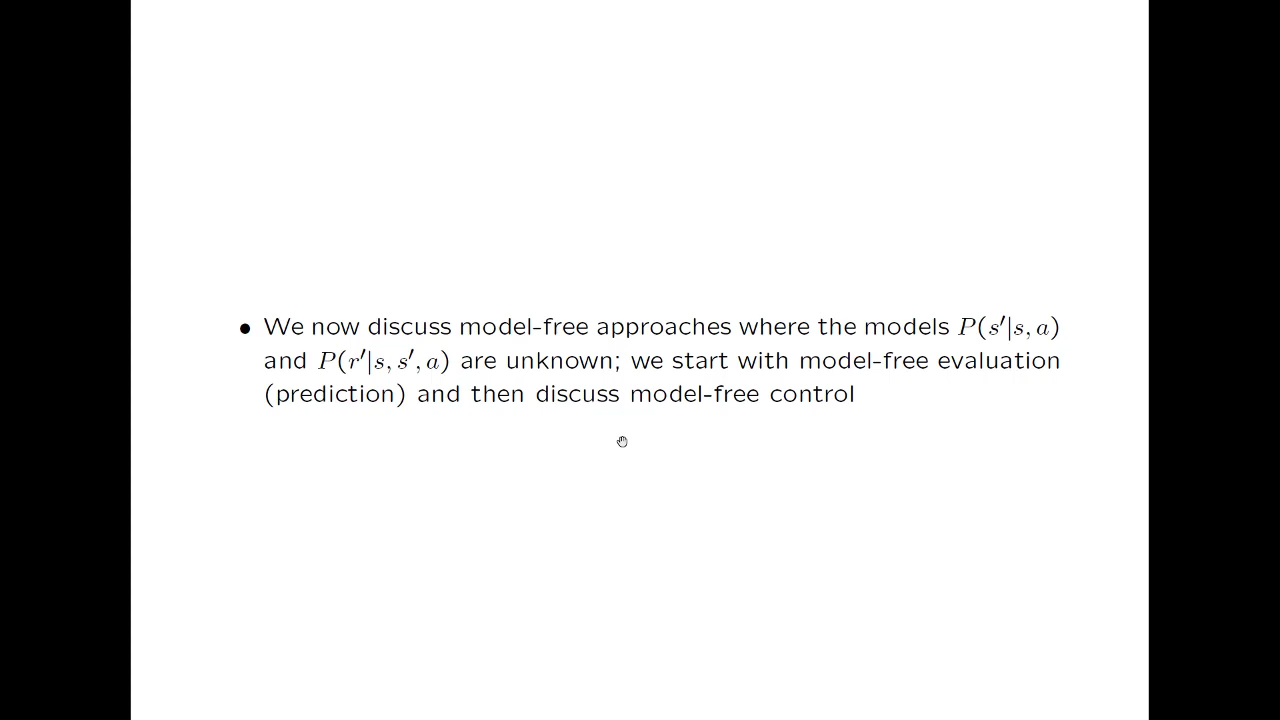 • We now discuss model-free approaches where the models P(s′|s, a)
and P(r′|s, s′, a) are unknown; we start with model-free evaluation
(prediction) and then discuss model-free control